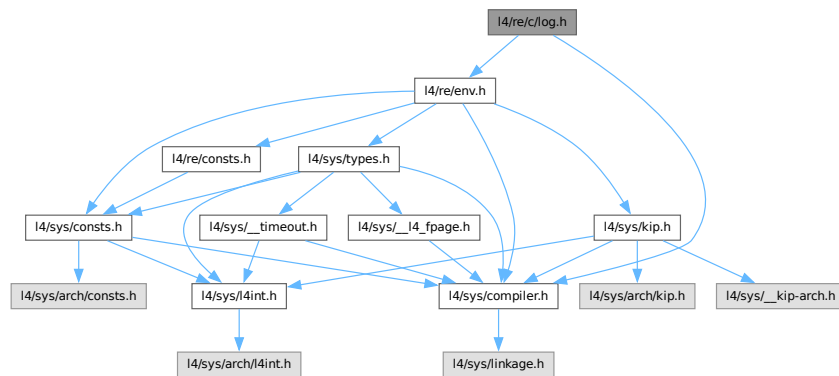 l4/re/c/log.h
l4/re/env.h
l4/re/consts.h
l4/sys/types.h
l4/sys/consts.h
l4/sys/__timeout.h
l4/sys/__l4_fpage.h
l4/sys/kip.h
l4/sys/arch/consts.h
l4/sys/l4int.h
l4/sys/compiler.h
l4/sys/arch/kip.h
l4/sys/__kip-arch.h
l4/sys/arch/l4int.h
l4/sys/linkage.h